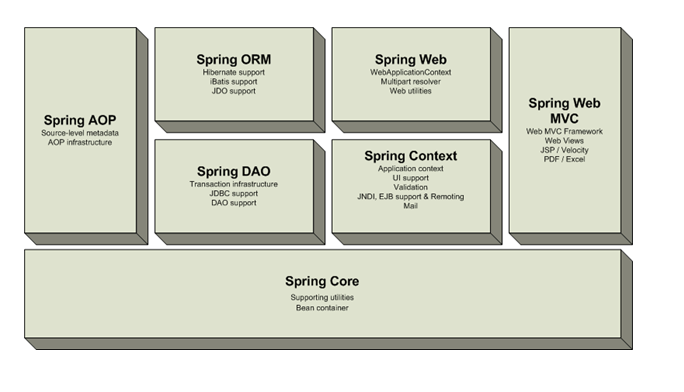 Spring AOP
Source-level metadata
AOP infrastructure
Spring ORM
Hibernate support
iBatis support
JDO support
Spring Web
WebApplicationContext
Multipart resolver
Web utilities
Spring Web
MVC
Web MVC Framework
Web Views
JSP / Velocity
PDF / Excel
Spring DAO
Transaction infrastructure
JDBC support
DAO support
Spring Context
Application context
UI support
Validation
JNDI, EJB support & Remoting
Mail
Spring Core
Supporting utilities
Bean container